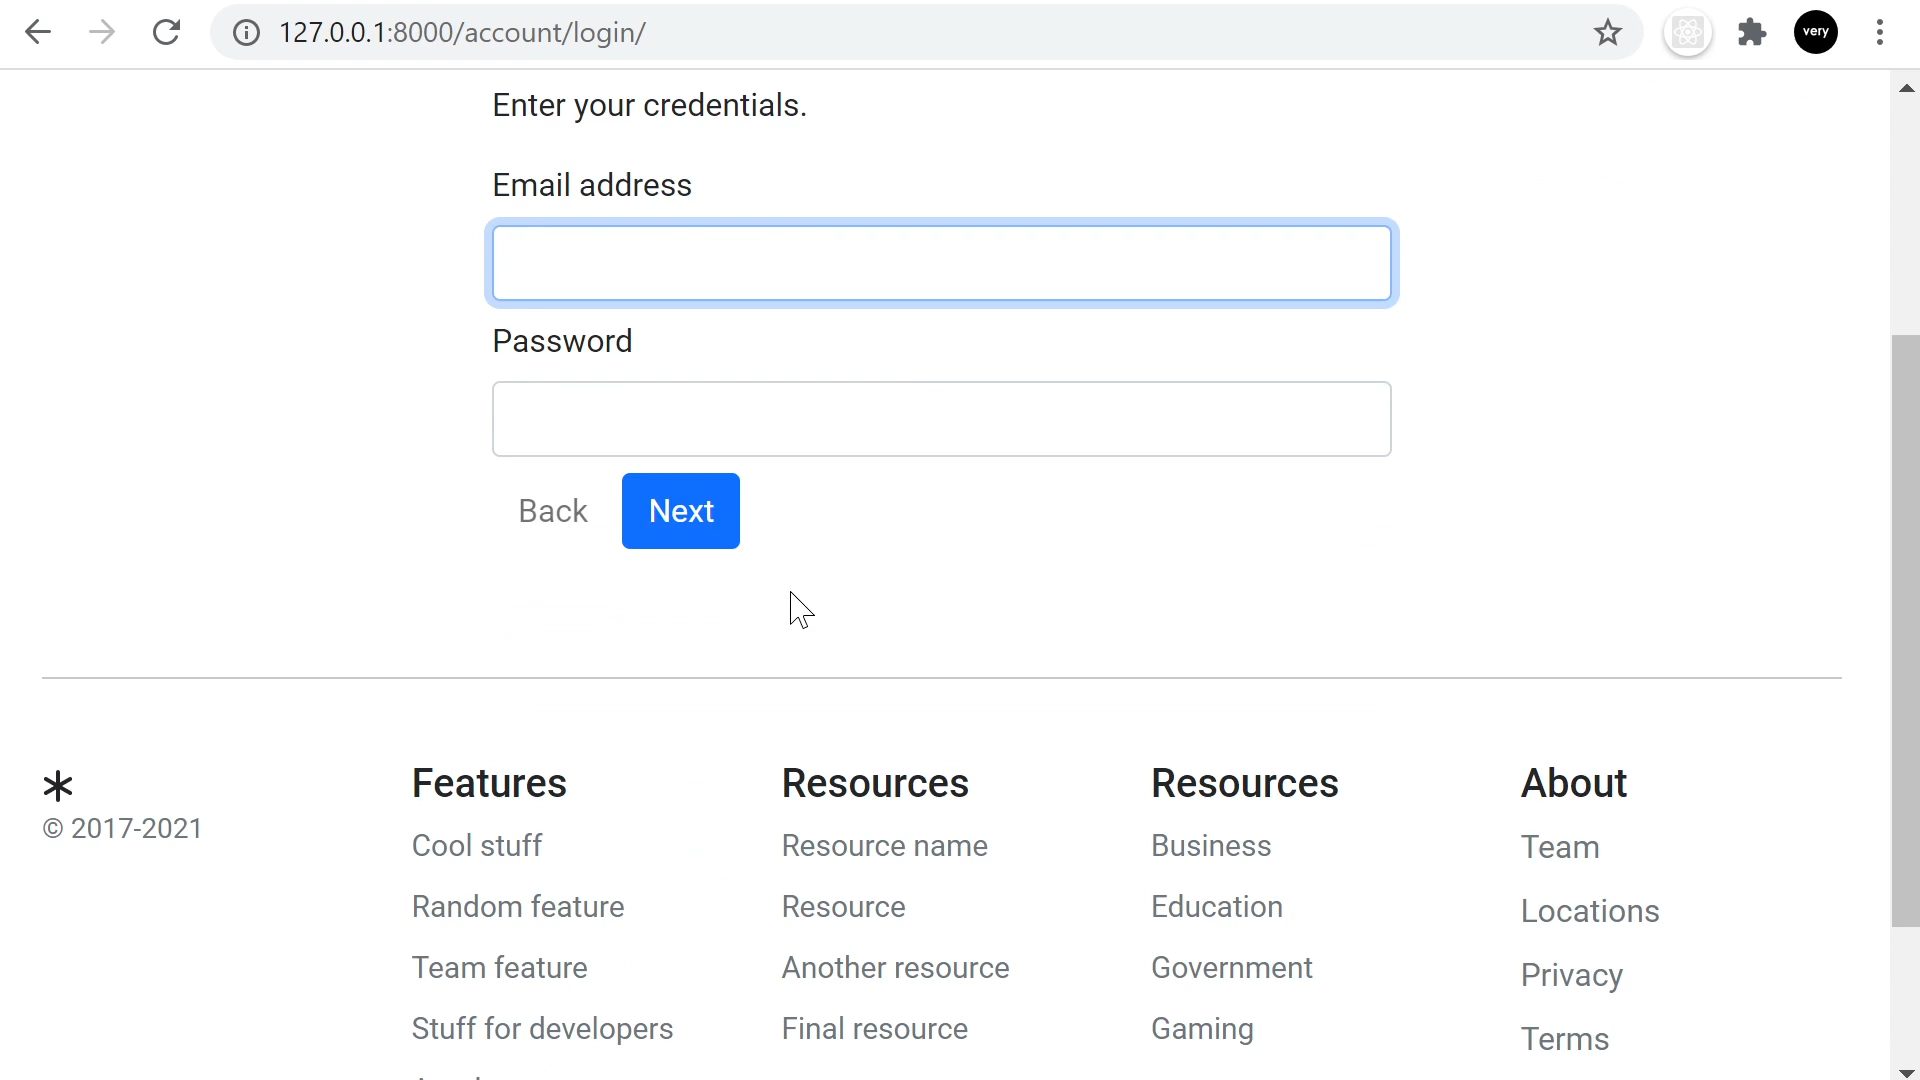 127.0.0.1:8000/account/login/
very
Enter your credentials.
Email address
Password
Back
Next
© 2017-2021
Features
Cool stuff
Random feature
Team feature
Stuff for developers
Resources
Resource name
Resource
Another resource
Final resource
Resources
Business
Education
Government
Gaming
About
Team
Locations
Privacy
Terms